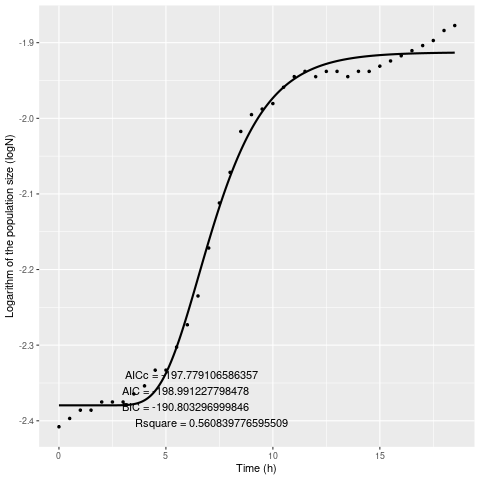 -1.9
-2.0
-2.1
-2.2
-2.3
-2.4
Logarithm of the population size (logN)
AICc = -197.779106586357
AIC = -198.991227798478
BIC = -190.803296999846
Rsquare = 0.560839776595509
0 5 10 15
Time (h)